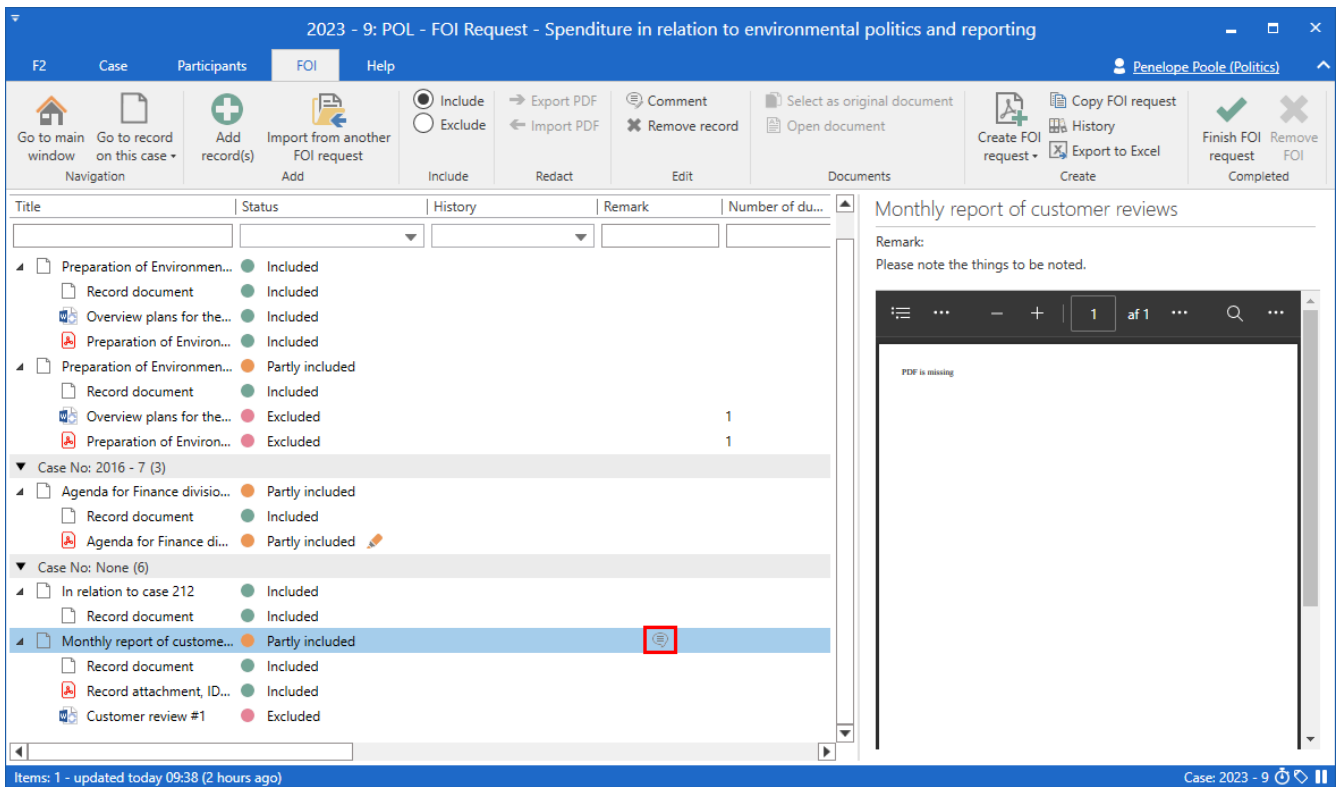 2023 - 9: POL - FOI Request - Spenditure in relation to environmental politics and reporting
F2 Case Participants FOI Help Penelope Poole (Politics)
Go to main window
Go to record on this case
Add record(s)
Import from another FOI request
Include
Exclude
Export PDF
Import PDF
Comment
Remove record
Select as original document
Open document
Create FOI request
Copy FOI request
History
Export to Excel
Finish FOI request
Remove FOI
Navigation Add Include Redact Edit Documents Create Completed
Title Status History Remark Number of du...
Preparation of Environmen... Included
Record document Included
Overview plans for the... Included
Preparation of Environ... Included
Preparation of Environmen... Partly included
Record document Included
Overview plans for the... Excluded 1
Preparation of Environ... Excluded 1
Case No: 2016 - 7 (3)
Agenda for Finance divisio... Partly included
Record document Included
Agenda for Finance di... Partly included
Case No: None (6)
In relation to case 212 Included
Record document Included
Monthly report of custome... Partly included
Record document Included
Record attachment, ID... Included
Customer review #1 Excluded
Monthly report of customer reviews
Remark:
Please note the things to be noted.
1 af 1
PDF is missing
Items: 1 - updated today 09:38 (2 hours ago) Case: 2023 - 9